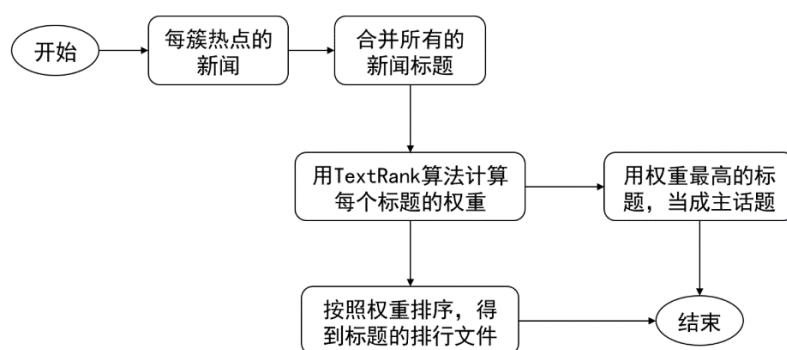 开始
每簇热点的
新闻
合并所有的
新闻标题
用TextRank算法计算
每个标题的权重
用权重最高的标
题，当成主话题
按照权重排序，得
到标题的排行文件
结束